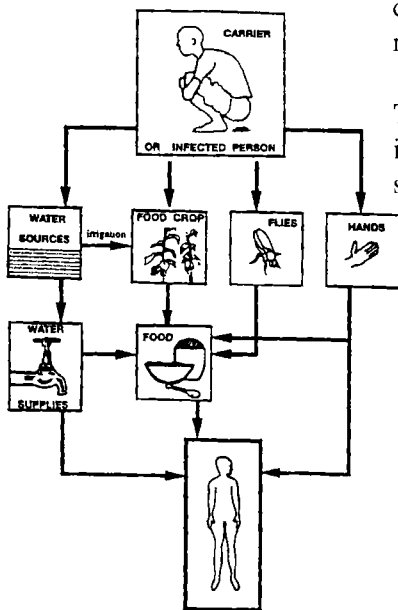 CARRIER
OR INFECTED PERSON
WATER
SOURCES
irrigation
FOOD CROP
FLIES
HANDS
WATER
SUPPLIES
FOOD